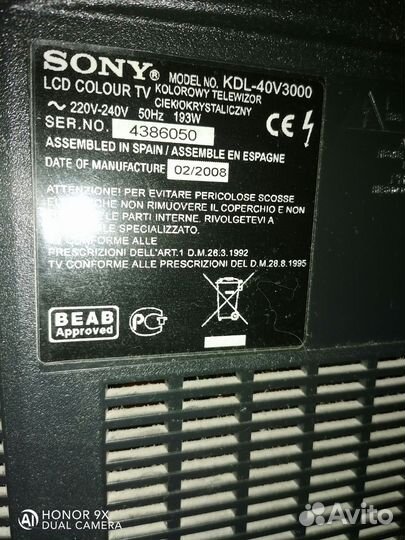 SONY® MODEL NO. KDL-40V3000
LCD COLOUR TV KOLOROWY TELEWIZOR
CIEKŁOKRYSTALICZNY
~ 220V-240V 50Hz 193W
SER.NO. 4386050
CE
ASSEMBLED IN SPAIN / ASSEMBLE EN ESPAGNE
DATE OF MANUFACTURE 02/2008
ATTENZIONE! PER EVITARE PERICOLOSE SCOSSE
NON RIMUOVERE IL COPERCHIO E NON
LE PARTI INTERNE, RIVOLGETEVI A
SPECIALIZZATO.
CONFORME ALLE
PRESCRIZIONI DELL'ART.1 D.M.26.3.1992
TV CONFORME ALLE PRESCRIZIONI DEL D.M.28.8.1995
BEAB
Approved
PCT
AI HONOR 9X
DUAL CAMERA
Avito